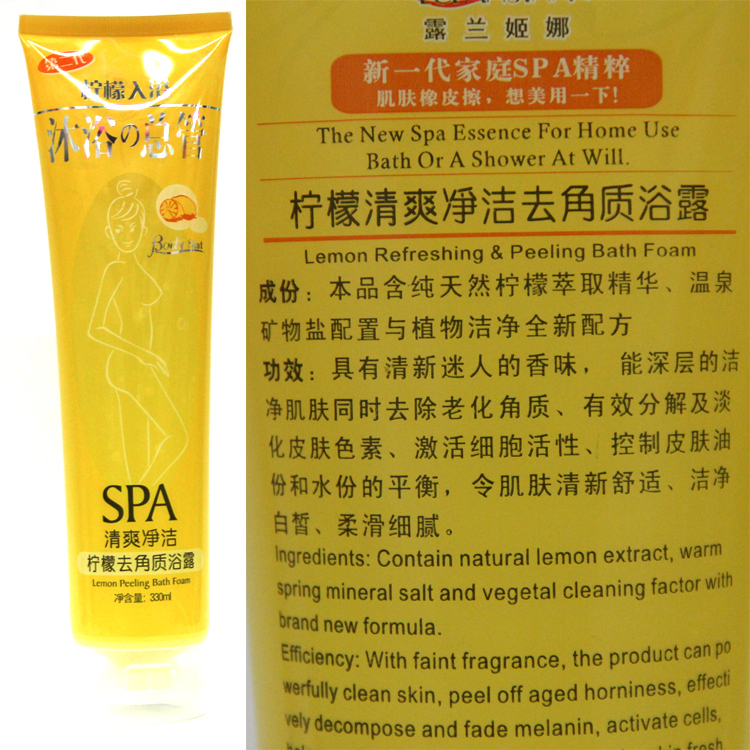 第二代
柠檬入浴
沐浴の总管
SPA
清爽净洁
柠檬去角质浴露
Lemon Peeling Bath Foam
净含量: 330ml
露兰姬娜
新一代家庭SPA精粹
肌肤橡皮擦，想美用一下！
The New Spa Essence For Home Use
Bath Or A Shower At Will.
柠檬清爽净洁去角质浴露
Lemon Refreshing & Peeling Bath Foam
成份：本品含纯天然柠檬萃取精华、温泉
矿物盐配置与植物洁净全新配方
功效：具有清新迷人的香味，能深层的洁
净肌肤同时去除老化角质、有效分解及淡
化皮肤色素、激活细胞活性、控制皮肤油
份和水份的平衡，令肌肤清新舒适、洁净
白皙、柔滑细腻。
Ingredients: Contain natural lemon extract, warm
spring mineral salt and vegetal cleaning factor with
brand new formula.
Efficiency: With faint fragrance, the product can po
werfully clean skin, peel off aged horniness, effecti
vely decompose and fade melanin, activate cells,